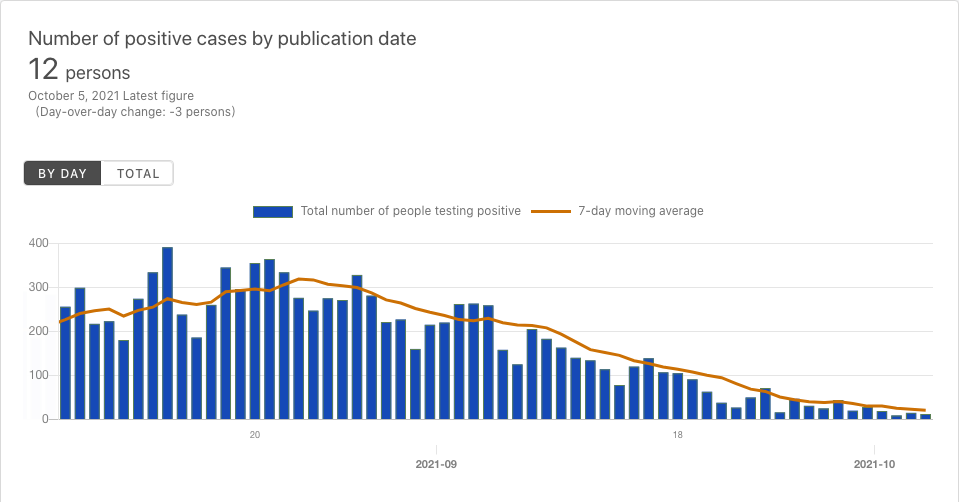 Number of positive cases by publication date
12 persons
October 5, 2021 Latest figure
(Day-over-day change: -3 persons)
BY DAY TOTAL
Total number of people testing positive 7-day moving average
400
300
200
100
0
20 18
2021-09 2021-10